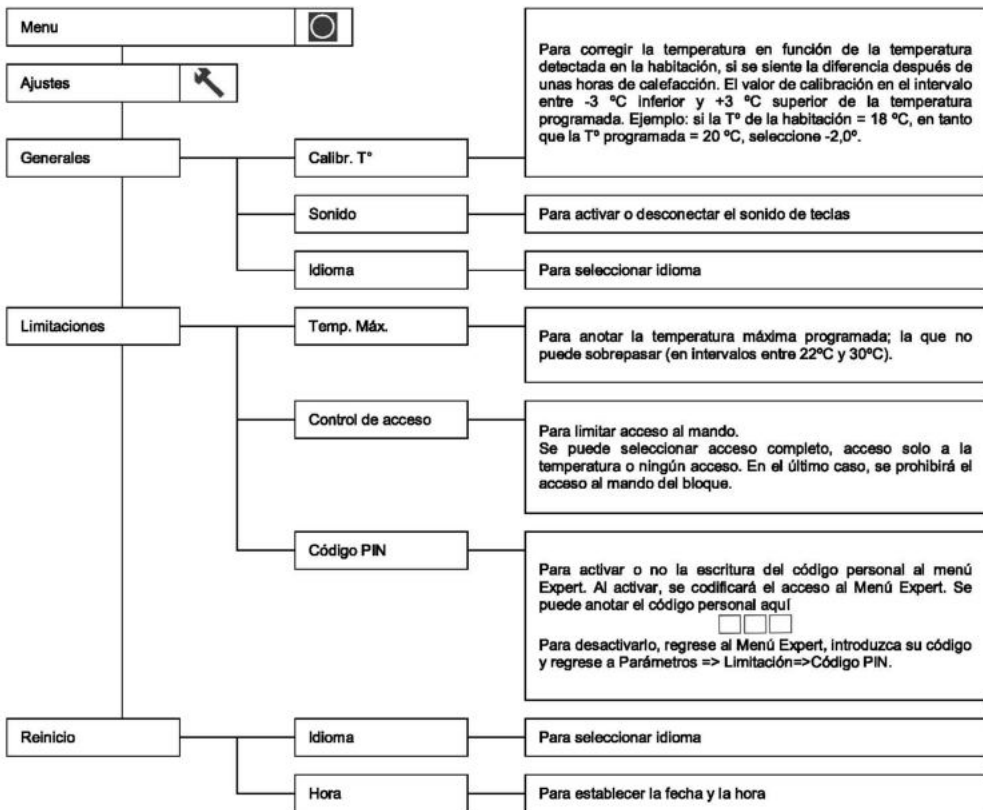 Menu
Ajustes
Generales
Calibr. T°
Para corregir la temperatura en función de la temperatura
detectada en la habitación, si se siente la diferencia después de
unas horas de calefacción. El valor de calibración en el intervalo
entre -3 ºC inferior y +3 ºC superior de la temperatura
programada. Ejemplo: si la Tº de la habitación = 18 ºC, en tanto
que la Tº programada = 20 ºC, seleccione -2,0º.
Sonido
Para activar o desconectar el sonido de teclas
Idioma
Para seleccionar idioma
Limitaciones
Temp. Máx.
Para anotar la temperatura máxima programada; la que no
puede sobrepasar (en intervalos entre 22ºC y 30ºC).
Control de acceso
Para limitar acceso al mando.
Se puede seleccionar acceso completo, acceso solo a la
temperatura o ningún acceso. En el último caso, se prohibirá el
acceso al mando del bloque.
Código PIN
Para activar o no la escritura del código personal al menú
Expert. Al activar, se codificará el acceso al Menú Expert. Se
puede anotar el código personal aquí
Para desactivarlo, regrese al Menú Expert, introduzca su código
y regrese a Parámetros => Limitación=>Código PIN.
Reinicio
Idioma
Para seleccionar idioma
Hora
Para establecer la fecha y la hora